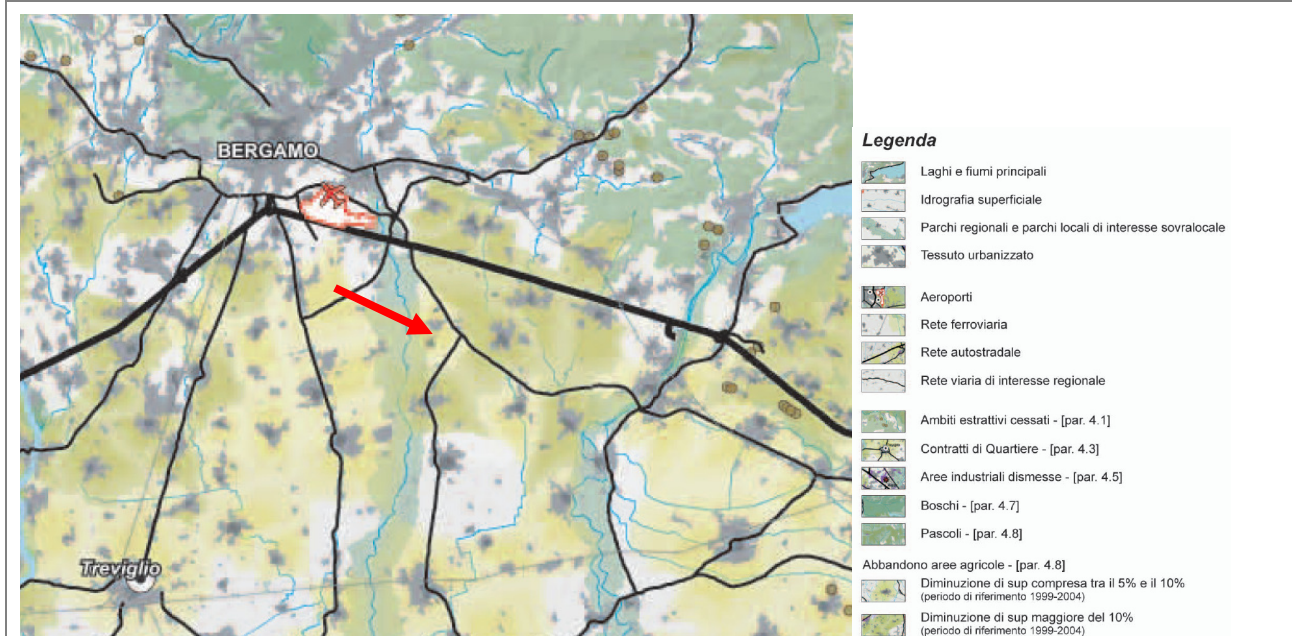 BERGAMO
Treviglio
Legenda
Laghi e fiumi principali
Idrografia superficiale
Parchi regionali e parchi locali di interesse sovralocale
Tessuto urbanizzato
Aeroporti
Rete ferroviaria
Rete autostradale
Rete viaria di interesse regionale
Ambiti estrattivi cessati - [par. 4.1]
Contratti di Quartiere - [par. 4.3]
Aree industriali dismesse - [par. 4.5]
Boschi - [par. 4.7]
Pascoli - [par. 4.8]
Abbandono aree agricole - [par. 4.8]
Diminuzione di sup compresa tra il 5% e il 10%
(periodo di riferimento 1999-2004)
Diminuzione di sup maggiore del 10%
(periodo di riferimento 1999-2004)